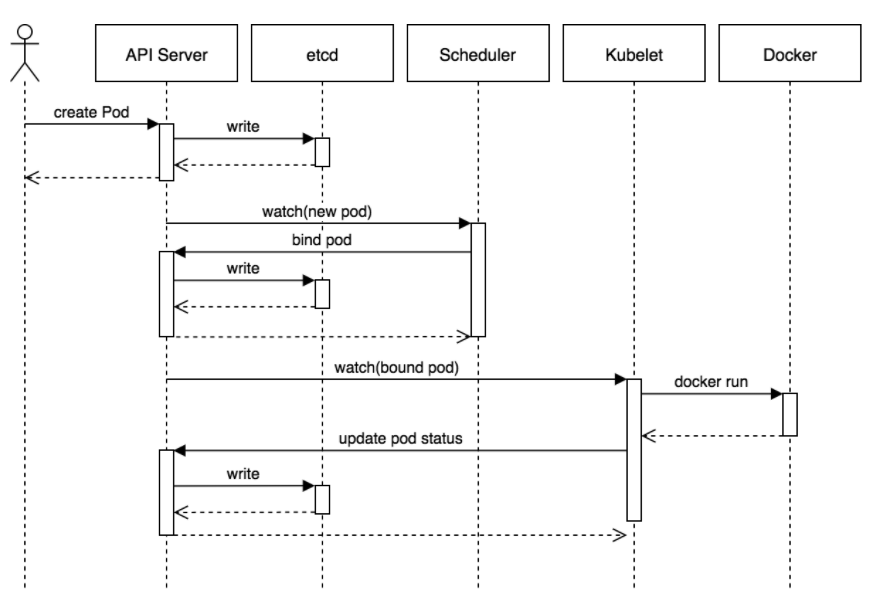 API Server
etcd
Scheduler
Kubelet
Docker
create Pod
write
watch(new pod)
bind pod
write
watch(bound pod)
docker run
update pod status
write